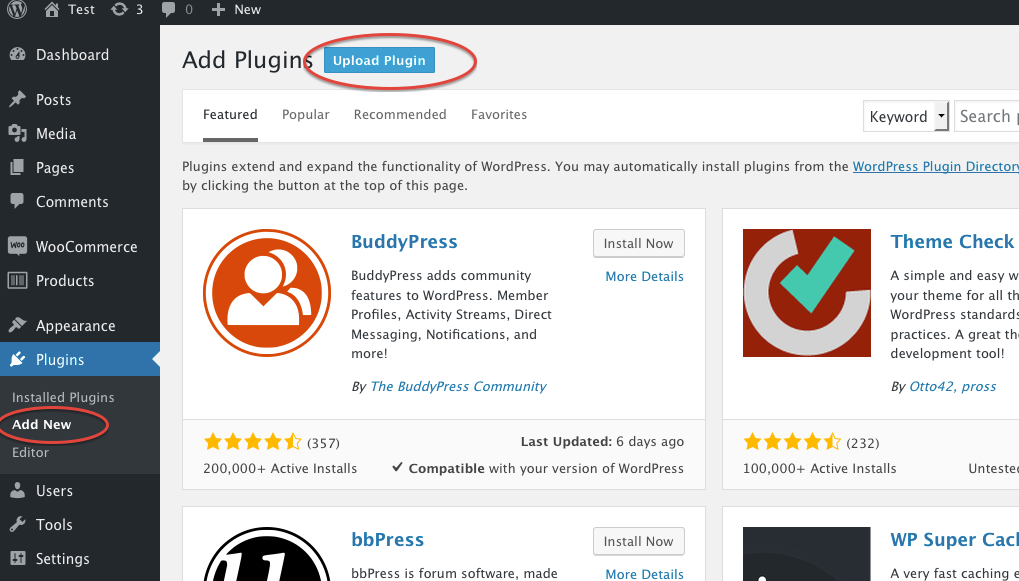 Test 3 0 New
Dashboard
Posts
Media
Pages
Comments
WOO WooCommerce
Products
Appearance
Plugins
Installed Plugins
Add New
Editor
Users
Tools
Settings
Add Plugins Upload Plugin
Featured Popular Recommended Favorites Keyword Search
Plugins extend and expand the functionality of WordPress. You may automatically install plugins from the WordPress Plugin Directory
by clicking the button at the top of this page.
BuddyPress
Install Now
More Details
BuddyPress adds community
features to WordPress. Member
Profiles, Activity Streams, Direct
Messaging, Notifications, and
more!
By The BuddyPress Community
(357)
Last Updated: 6 days ago
200,000+ Active Installs
Compatible with your version of WordPress
Theme Check
A simple and easy w
your theme for all th
WordPress standards
practices. A great the
development tool!
By Otto42, pross
(232)
100,000+ Active Installs
Untested
bbPress
Install Now
More Details
bbPress is forum software, made
WP Super Cac
A very fast caching e